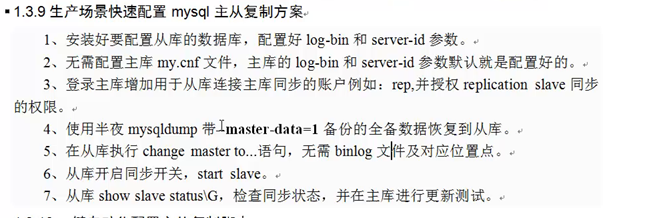 1.3.9 生产场景快速配置 mysql 主从复制方案
1、安装好要配置从库的数据库，配置好 log-bin 和 server-id 参数。
2、无需配置主库 my.cnf 文件，主库的 log-bin 和 server-id 参数默认就是配置好的。
3、登录主库增加用于从库连接主库同步的账户例如：rep,并授权 replication slave 同步
的权限。
4、使用半夜 mysqldump 带--master-data=1 备份的全备数据恢复到从库。
5、在从库执行 change master to...语句，无需 binlog 文件及对应位置点。
6、从库开启同步开关，start slave。
7、从库 show slave status\G，检查同步状态，并在主库进行更新测试。